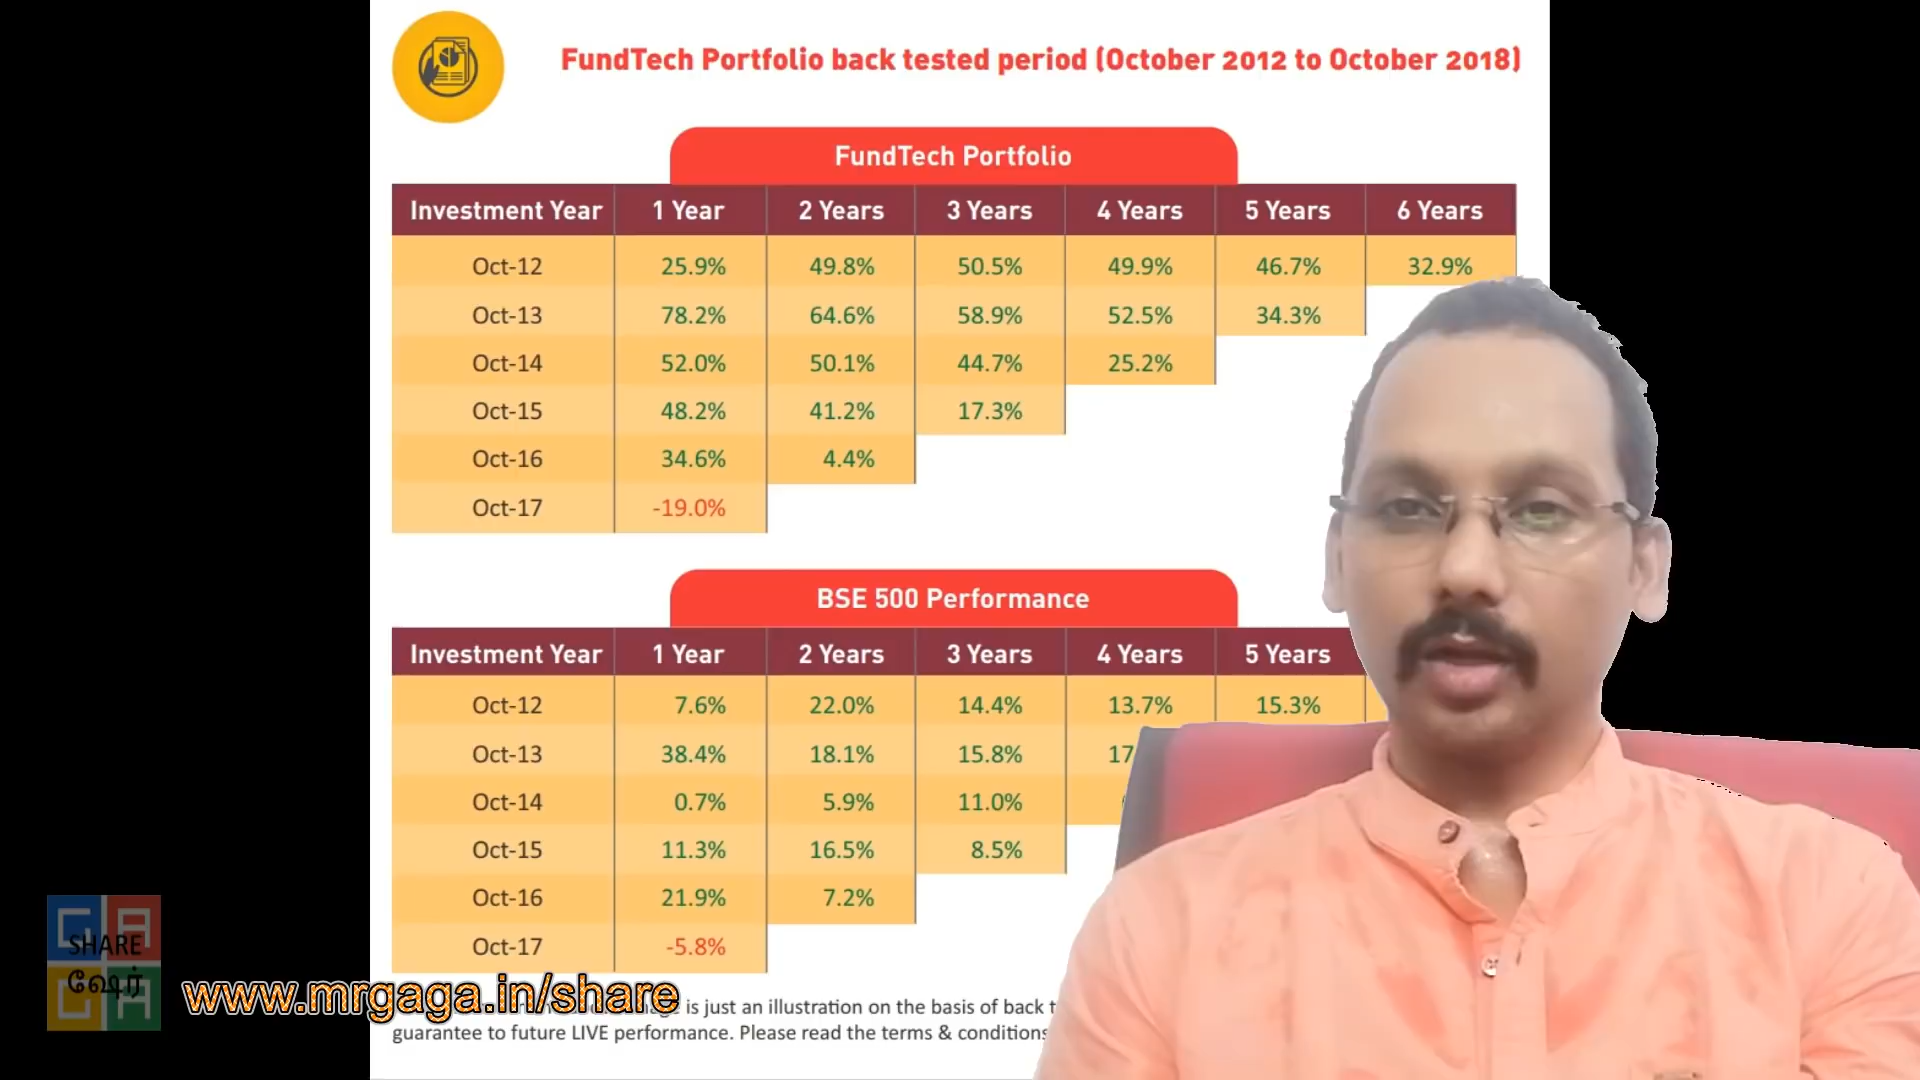 FundTech Portfolio back tested period (October 2012 to October 2018)
FundTech Portfolio
Investment Year 1 Year 2 Years 3 Years 4 Years 5 Years 6 Years
Oct-12 25.9% 49.8% 50.5% 49.9% 46.7% 32.9%
Oct-13 78.2% 64.6% 58.9% 52.5% 34.3%
Oct-14 52.0% 50.1% 44.7% 25.2%
Oct-15 48.2% 41.2% 17.3%
Oct-16 34.6% 4.4%
Oct-17 -19.0%
BSE 500 Performance
Investment Year 1 Year 2 Years 3 Years 4 Years 5 Years
Oct-12 7.6% 22.0% 14.4% 13.7% 15.3%
Oct-13 38.4% 18.1% 15.8% 17
Oct-14 0.7% 5.9% 11.0%
Oct-15 11.3% 16.5% 8.5%
Oct-16 21.9% 7.2%
Oct-17 -5.8%
GAGA
SHARE
ஷேர்
www.mrgaga.in/share
is just an illustration on the basis of back
guarantee to future LIVE performance. Please read the terms & conditions